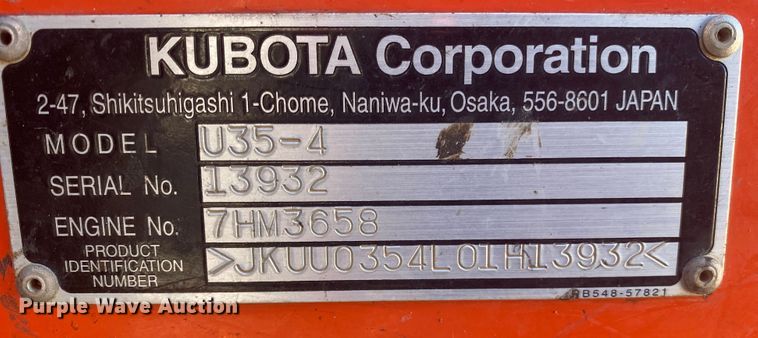 KUBOTA Corporation
2-47, Shikitsuhigashi 1-Chome, Naniwa-ku, Osaka, 556-8601 JAPAN
MODEL U35-4
SERIAL No. 13932
ENGINE No. 7HM3658
PRODUCT
IDENTIFICATION
NUMBER
>JKUU0354L01H13932<
RB548-57821
Purple Wave Auction